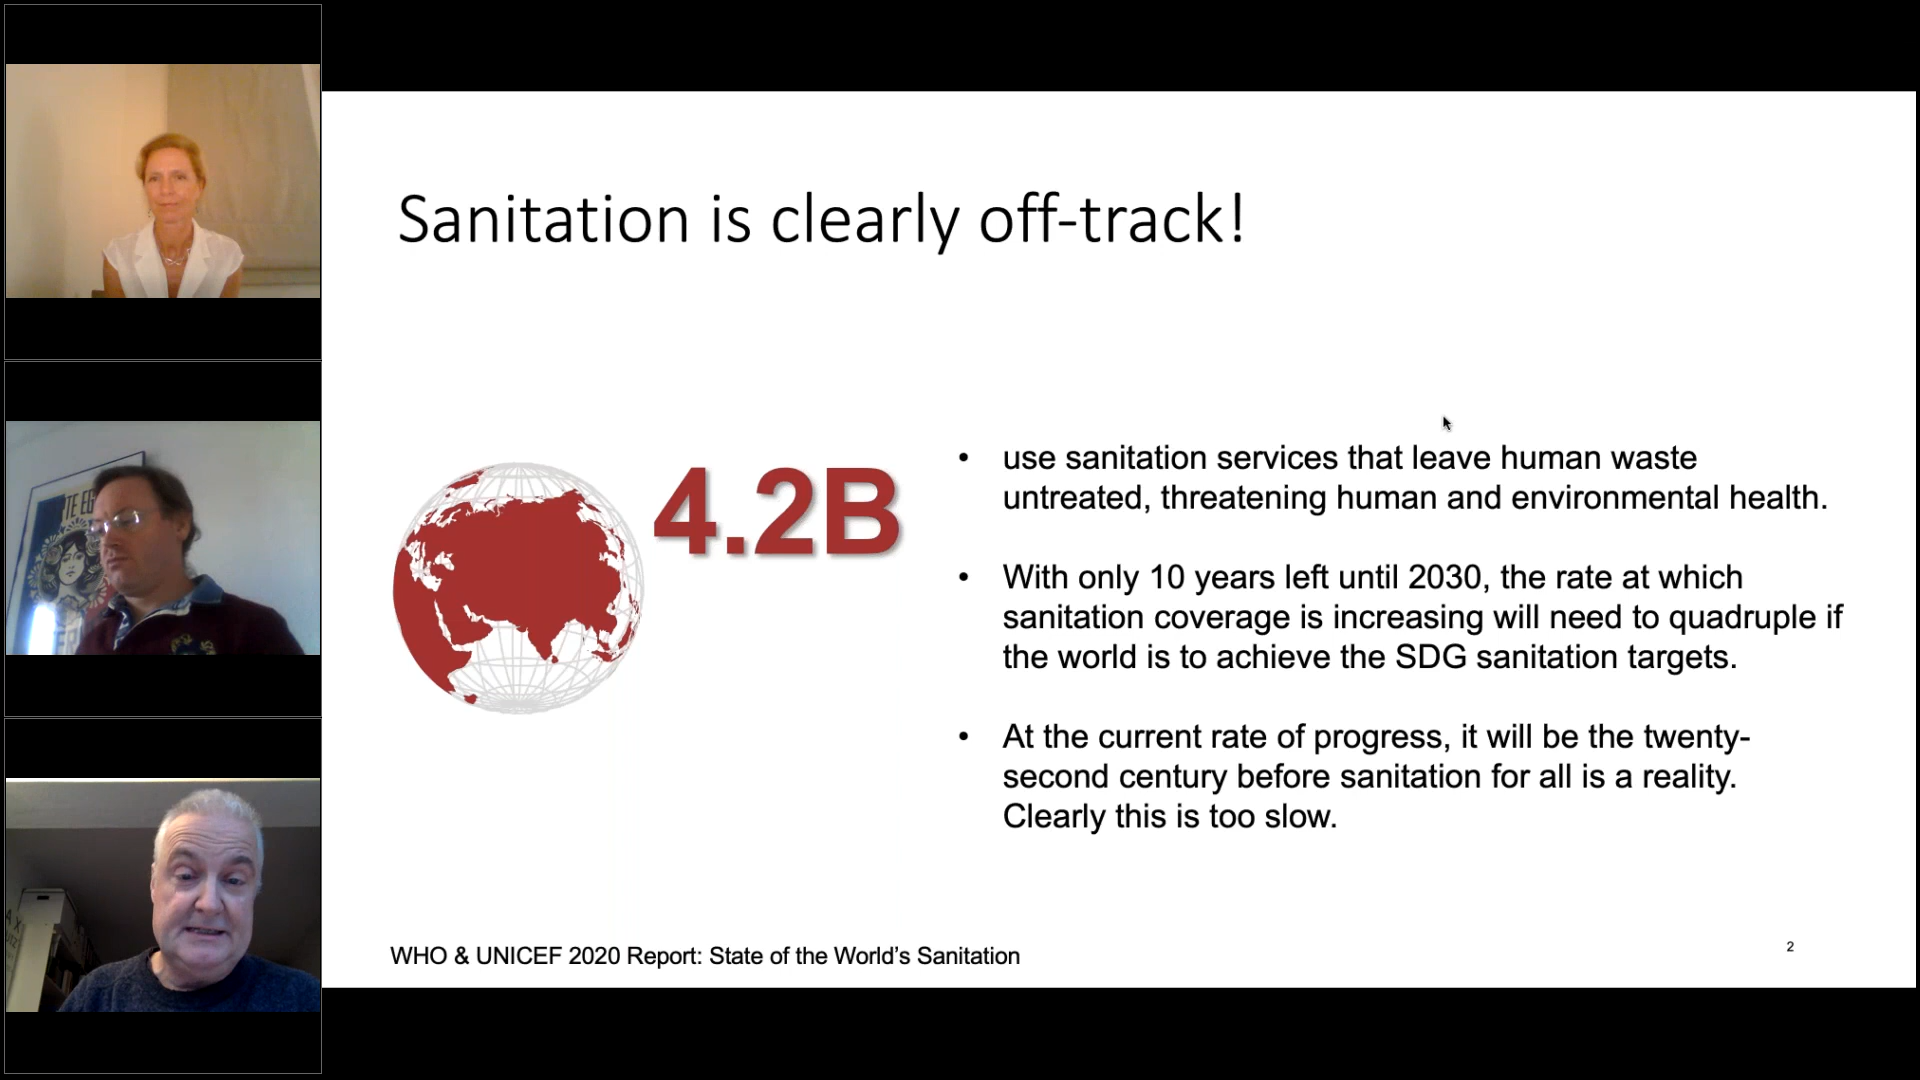 Sanitation is clearly off-track!
4.2B
• use sanitation services that leave human waste
untreated, threatening human and environmental health.
• With only 10 years left until 2030, the rate at which
sanitation coverage is increasing will need to quadruple if
the world is to achieve the SDG sanitation targets.
• At the current rate of progress, it will be the twenty-
second century before sanitation for all is a reality.
Clearly this is too slow.
WHO & UNICEF 2020 Report: State of the World’s Sanitation
2